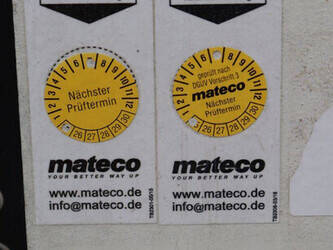 Nächster
Prüftermin
26 27 28 29 30
mateco
YOUR BETTER WAY UP
www.mateco.de
info@mateco.de
geprüft nach
DGUV Vorschrift 3
mateco
Nächste
Prüftermin
26 27 28 29 30
mateco
YOUR BETTER WAY UP
www.mateco.de
info@mateco.de